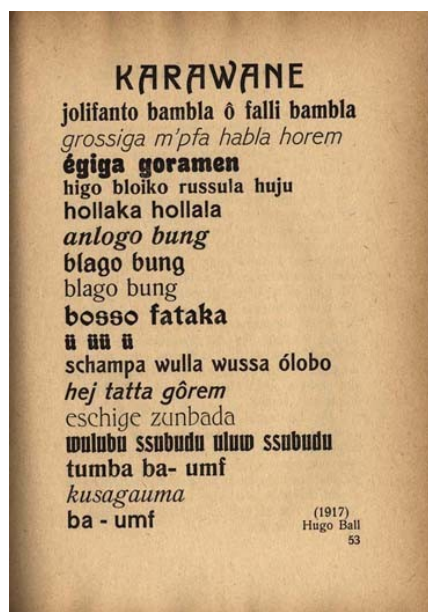 KARAWANE
jolifanto bambla ô falli bambla
grossiga m'pfa habla horem
égiga goramen
higo bloiko russula huju
hollaka hollala
anlogo bung
blago bung
blago bung
bosso fataka
ü üü ü
schampa wulla wussa ólobo
hej tatta gôrem
eschige zunbada
wulubu ssubudu uluw ssubudu
tumba ba- umf
kusagauma
ba - umf
(1917)
Hugo Ball
53